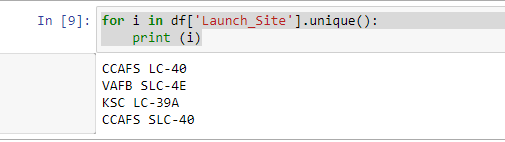 In [9]: for i in df['Launch_Site'].unique():
print (i)
CCAFS LC-40
VAFB SLC-4E
KSC LC-39A
CCAFS SLC-40